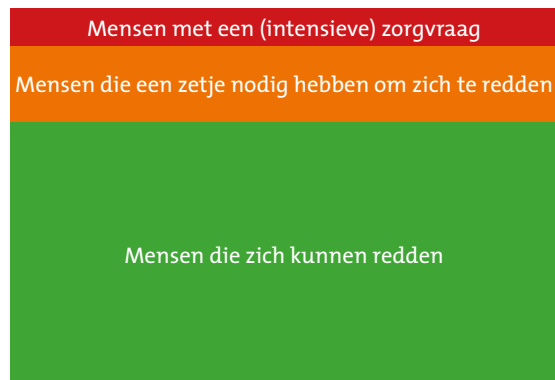 Mensen met een (intensieve) zorgvraag
Mensen die een zetje nodig hebben om zich te redden
Mensen die zich kunnen redden